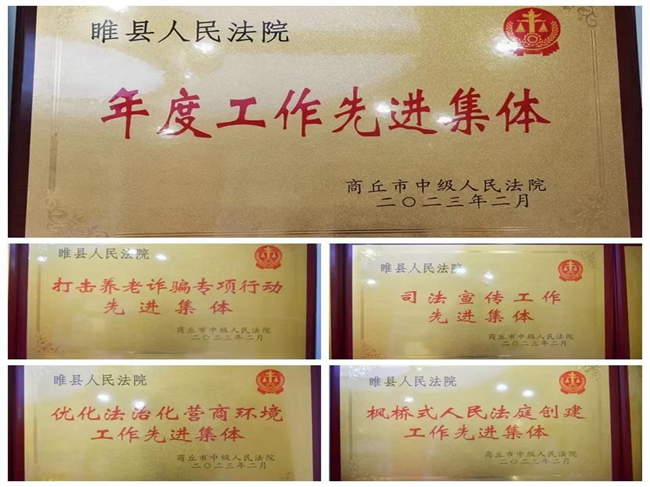 睢县人民法院
年度工作先进集体
商丘市中级人民法院
二〇二三年二月
睢县人民法院
打击养老诈骗专项行动
先进集体
商丘市中级人民法院
二〇二三年二月
睢县人民法院
司法宣传工作
先进集体
商丘市中级人民法院
二〇二三年二月
睢县人民法院
优化法治化营商环境
工作先进集体
商丘市中级人民法院
二〇二三年二月
睢县人民法院
枫桥式人民法庭创建
工作先进集体
商丘市中级人民法院
二〇二三年二月